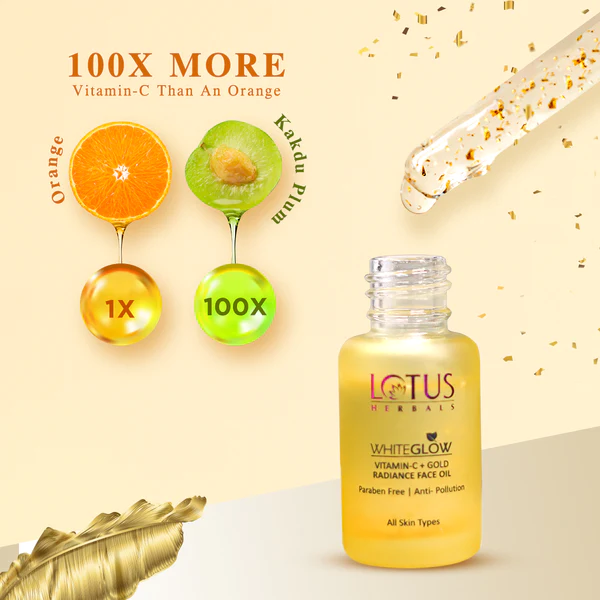 100X MORE
Vitamin-C Than An Orange
Orange
Kakdu Plum
1X
100X
LOTUS
HERBALS
WHITEGLOW
VITAMIN-C + GOLD
RADIANCE FACE OIL
Paraben Free | Anti- Pollution
All Skin Types